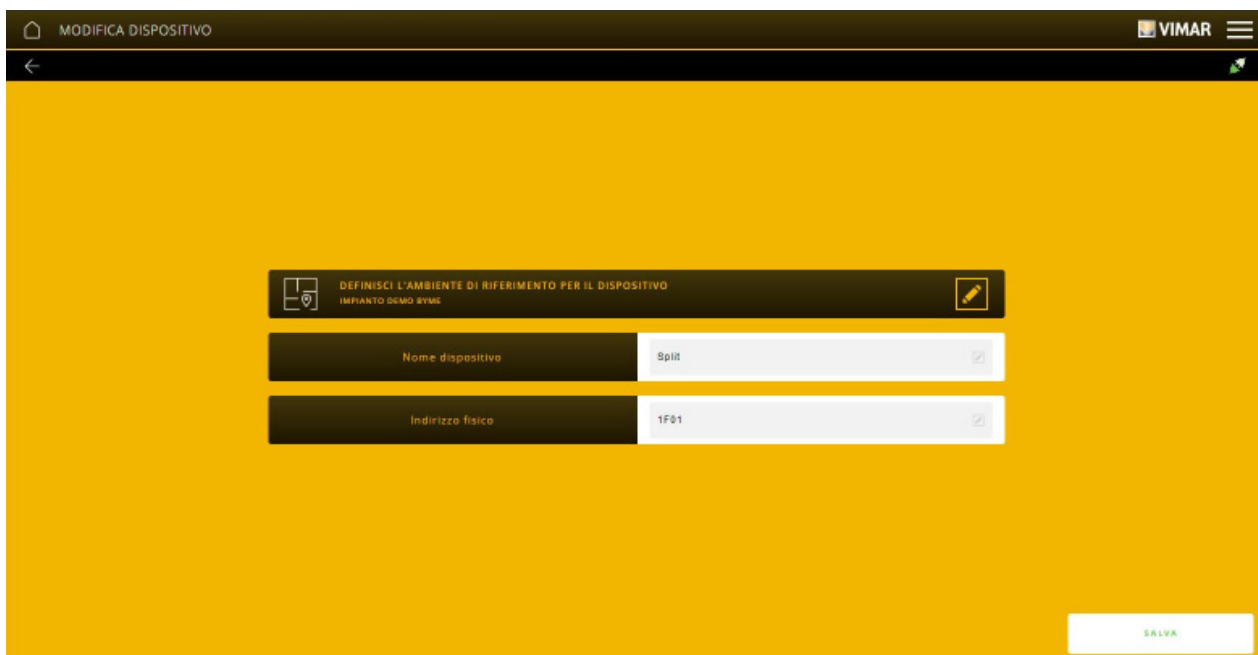 MODIFICA DISPOSITIVO
VIMAR
DEFINISCI L'AMBIENTE DI RIFERIMENTO PER IL DISPOSITIVO
IMPIANTO DEMO BYME
Nome dispositivo
Split
Indirizzo fisico
1F01
SALVA